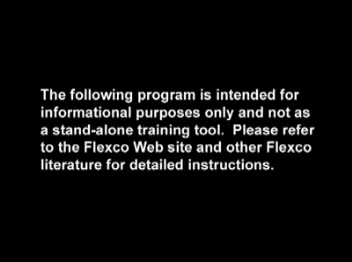 The following program is intended for
informational purposes only and not as
a stand-alone training tool.  Please refer
to the Flexco Web site and other Flexco
literature for detailed instructions.